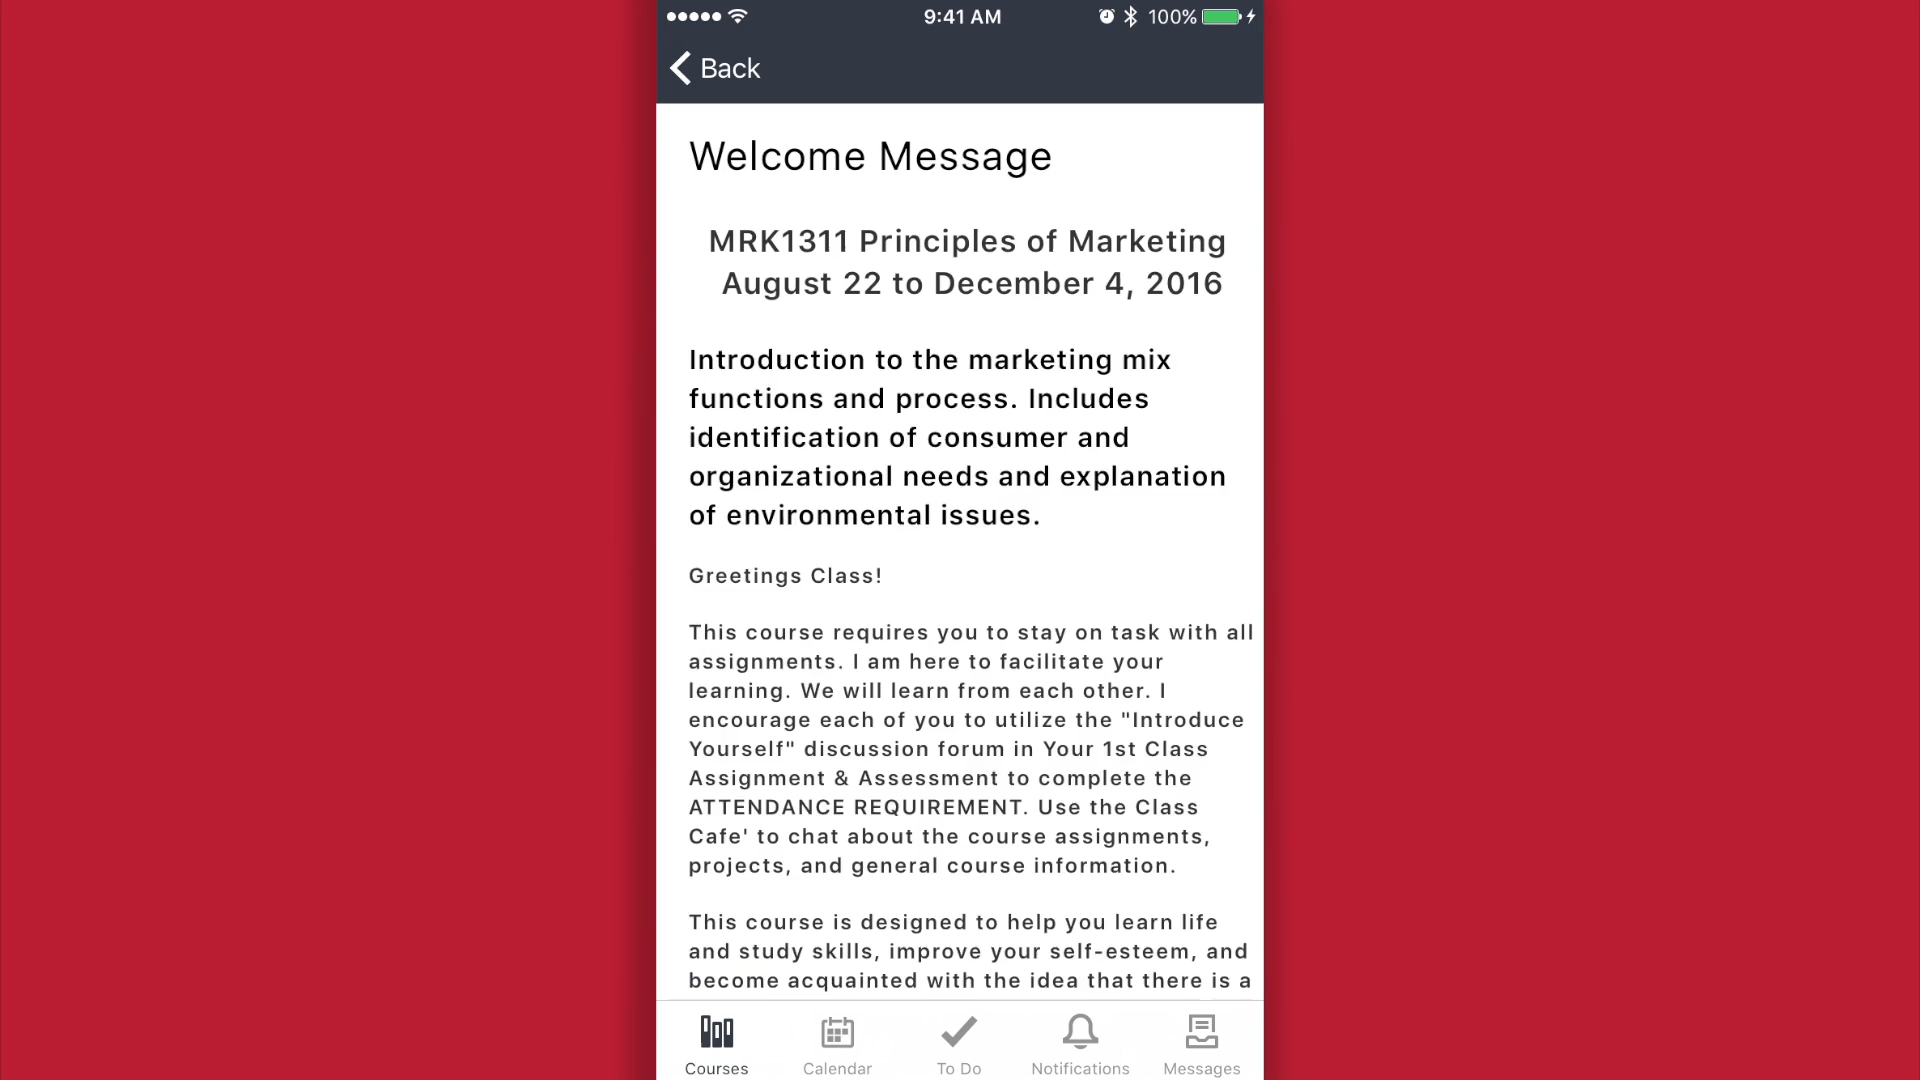 9:41 AM
100%
Back
Welcome Message
MRK1311 Principles of Marketing
August 22 to December 4, 2016
Introduction to the marketing mix
functions and process. Includes
identification of consumer and
organizational needs and explanation
of environmental issues.
Greetings Class!
This course requires you to stay on task with all
assignments. I am here to facilitate your
learning. We will learn from each other. I
encourage each of you to utilize the "Introduce
Yourself" discussion forum in Your 1st Class
Assignment & Assessment to complete the
ATTENDANCE REQUIREMENT. Use the Class
Cafe' to chat about the course assignments,
projects, and general course information.
This course is designed to help you learn life
and study skills, improve your self-esteem, and
become acquainted with the idea that there is a
Courses
Calendar
To Do
Notifications
Messages